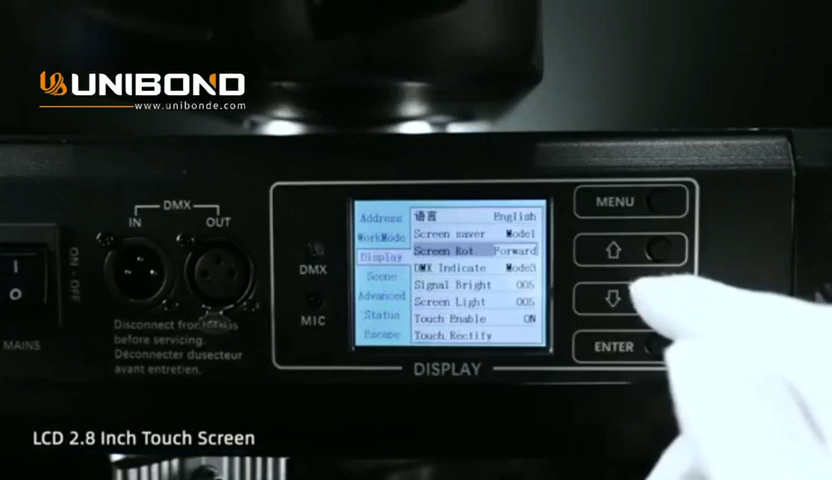 UNIBOND
www.unibonde.com
DMX
IN
OUT
ON - OFF
I
O
MAINS
Disconnect from
before servicing.
Déconnecter dusecteur
avant entretien.
DMX
MIC
Address
WorkMode
Display
Scene
Advanced
Status
Escape
语言 English
Screen saver Mode1
Screen Rot Forward
DMX Indicate Mode3
Signal Bright 005
Screen Light 005
Touch Enable ON
Touch Rectify
DISPLAY
MENU
ENTER
LCD 2.8 Inch Touch Screen